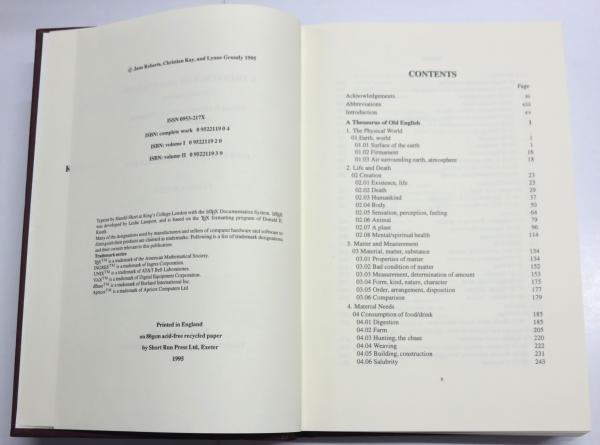 © Jane Roberts, Christian Kay, and Lynne Grundy 1995
ISSN 0953-217X
ISBN: complete work 0 9522119 0 4
ISBN: volume I 0 9522119 2 0
ISBN: volume II 0 9522119 3 9
K
Typeset by Harold Short at King's College London with the LaTeX Documentation System. LaTeX
was developed by Leslie Lamport, and is based on the TeX formatting program of Donald E.
Knuth.
Many of the designations used by manufacturers and sellers of computer hardware and software to
distinguish their products are claimed as trademarks. Following is a list of trademark designations
and their owners relevant to this publication:
Trademark notice
TeX™ is a trademark of the American Mathematical Society.
INGRES™ is a trademark of Ingres Corporation.
UNIX™ is a trademark of AT&T Bell Laboratories.
VAX™ is a trademark of Digital Equipment Corporation.
dBase™ is a trademark of Borland International Inc.
Apricot™ is a trademark of Apricot Computers Ltd
Printed in England
on 80gsm acid-free recycled paper
by Short Run Press Ltd, Exeter
1995
CONTENTS
Page
Acknowledgements xi
Abbreviations xiii
Introduction xv
A Thesaurus of Old English 1
1. The Physical World
01 Earth, world 1
01.01 Surface of the earth 1
01.02 Firmament 16
01.03 Air surrounding earth, atmosphere 18
2. Life and Death
02 Creation 23
02.01 Existence, life 23
02.02 Death 29
02.03 Humankind 37
02.04 Body 50
02.05 Sensation, perception, feeling 64
02.06 Animal 79
02.07 A plant 96
02.08 Mental/spiritual health 114
3. Matter and Measurement
03 Material, matter, substance 134
03.01 Properties of matter 134
03.02 Bad condition of matter 152
03.03 Measurement, determination of amount 153
03.04 Form, kind, nature, character 175
03.05 Order, arrangement, disposition 177
03.06 Comparison 179
4. Material Needs
04 Consumption of food/drink 185
04.01 Digestion 185
04.02 Farm 205
04.03 Hunting, the chase 220
04.04 Weaving 222
04.05 Building, construction 231
04.06 Salubrity 243
v